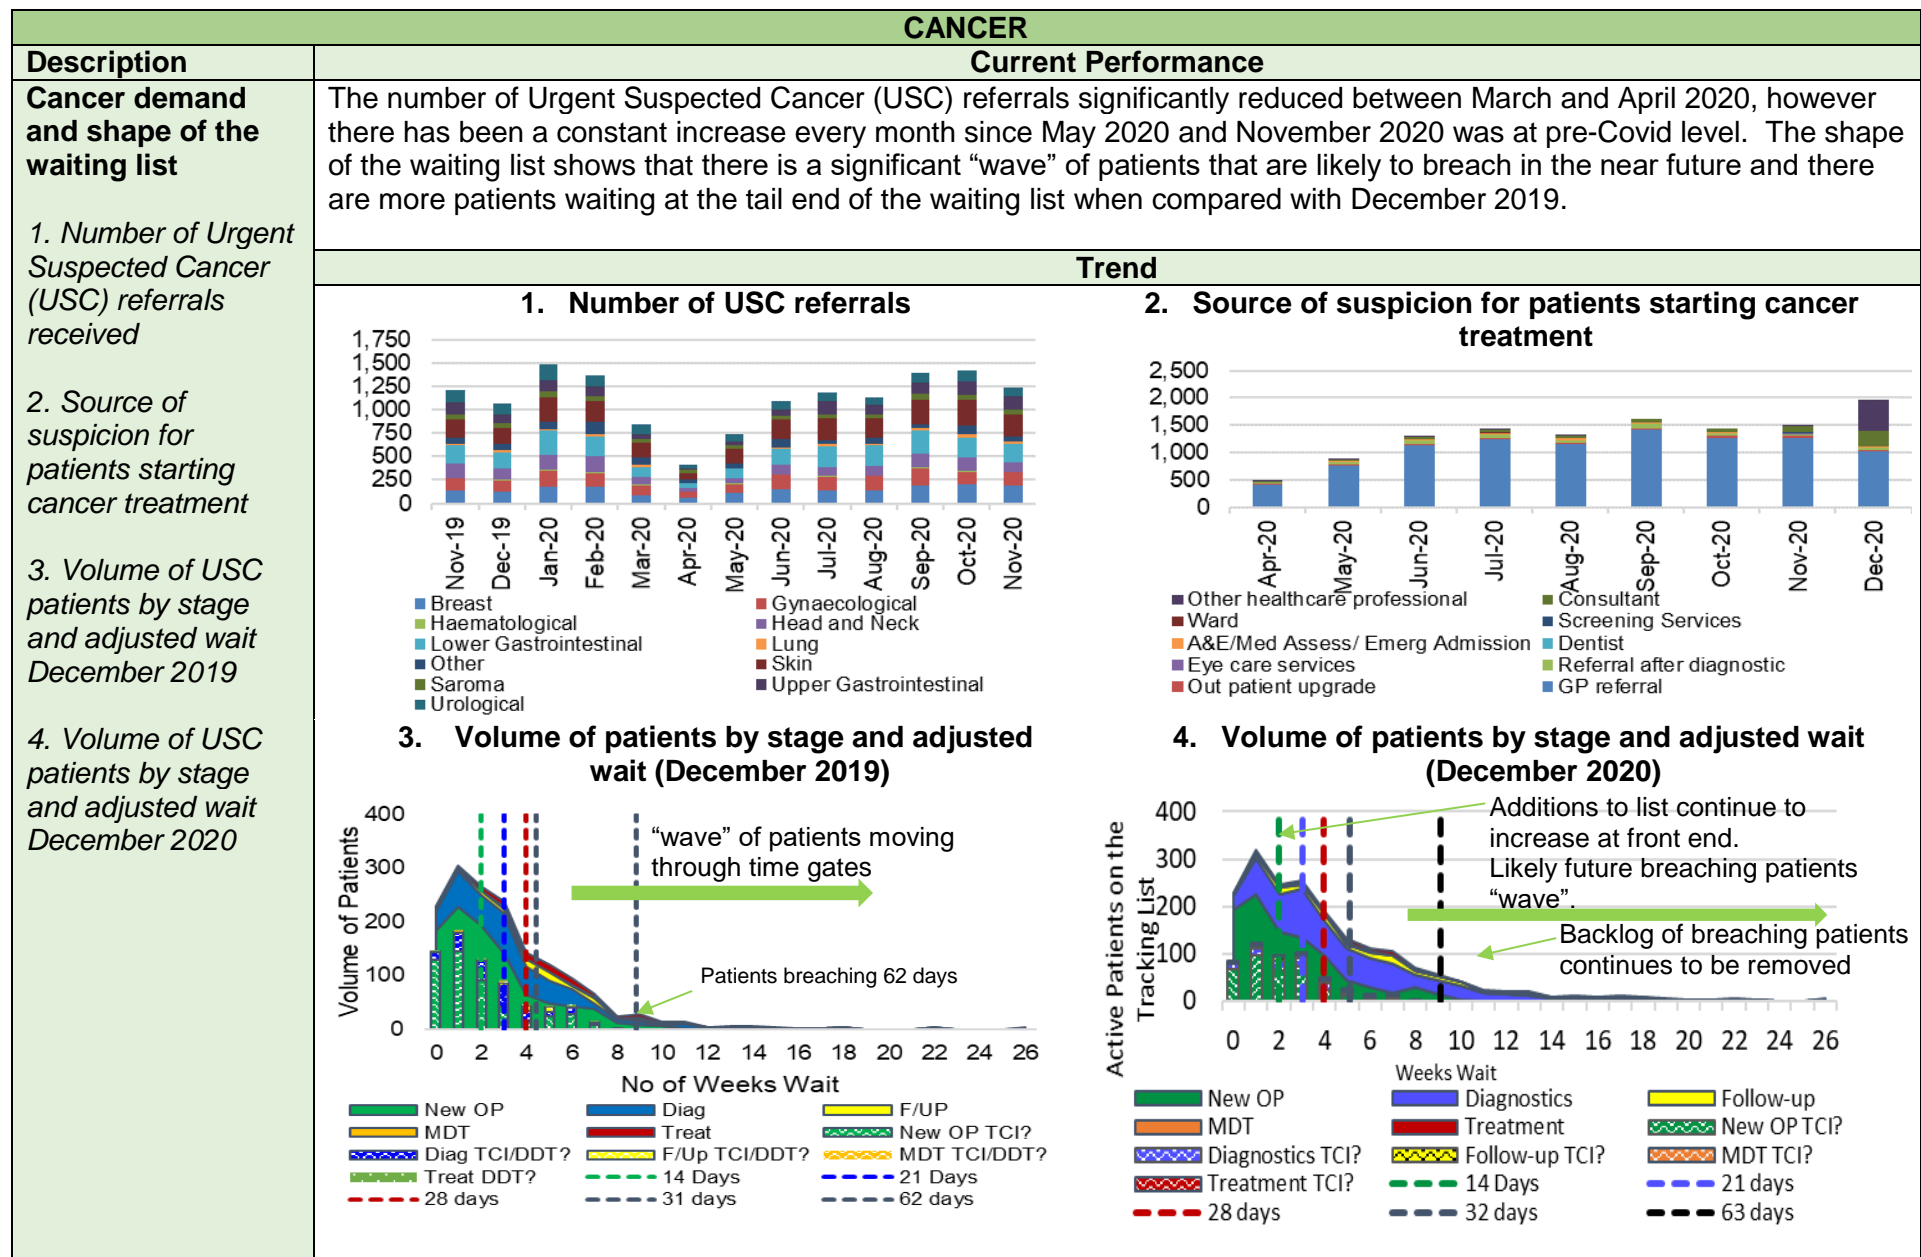 CANCER
Description
Current Performance
Cancer demand
and shape of the
waiting list
1. Number of Urgent
Suspected Cancer
(USC) referrals
received
2. Source of
suspicion for
patients starting
cancer treatment
3. Volume of USC
patients by stage
and adjusted wait
December 2019
4. Volume of USC
patients by stage
and adjusted wait
December 2020
The number of Urgent Suspected Cancer (USC) referrals significantly reduced between March and April 2020, however
there has been a constant increase every month since May 2020 and November 2020 was at pre-Covid level.  The shape
of the waiting list shows that there is a significant “wave” of patients that are likely to breach in the near future and there
are more patients waiting at the tail end of the waiting list when compared with December 2019.
Trend
1. Number of USC referrals
1,750
1,500
1,250
1,000
750
500
250
0
Nov-19 Dec-19 Jan-20 Feb-20 Mar-20 Apr-20 May-20 Jun-20 Jul-20 Aug-20 Sep-20 Oct-20 Nov-20
Breast Gynaecological
Haematological Head and Neck
Lower Gastrointestinal Lung
Other Skin
Saroma Upper Gastrointestinal
Urological
2. Source of suspicion for patients starting cancer
treatment
2,500
2,000
1,500
1,000
500
0
Apr-20 May-20 Jun-20 Jul-20 Aug-20 Sep-20 Oct-20 Nov-20 Dec-20
Other healthcare professional Consultant
Ward Screening Services
A&E/Med Assess/ Emerg Admission Dentist
Eye care services Referral after diagnostic
Out patient upgrade GP referral
3. Volume of patients by stage and adjusted
wait (December 2019)
Volume of Patients
400
300
200
100
0
“wave” of patients moving
through time gates
Patients breaching 62 days
0 2 4 6 8 10 12 14 16 18 20 22 24 26
No of Weeks Wait
New OP Diag F/UP
MDT Treat New OP TCI?
Diag TCI/DDT? F/Up TCI/DDT? MDT TCI/DDT?
Treat DDT? 14 Days 21 Days
28 days 31 days 62 days
4. Volume of patients by stage and adjusted wait
(December 2020)
Active Patients on the
Tracking List
400
300
200
100
0
Additions to list continue to
increase at front end.
Likely future breaching patients
“wave”.
Backlog of breaching patients
continues to be removed
0 2 4 6 8 10 12 14 16 18 20 22 24 26
Weeks Wait
New OP Diagnostics Follow-up
MDT Treatment New OP TCI?
Diagnostics TCI? Follow-up TCI? MDT TCI?
Treatment TCI? 14 Days 21 days
28 days 32 days 63 days